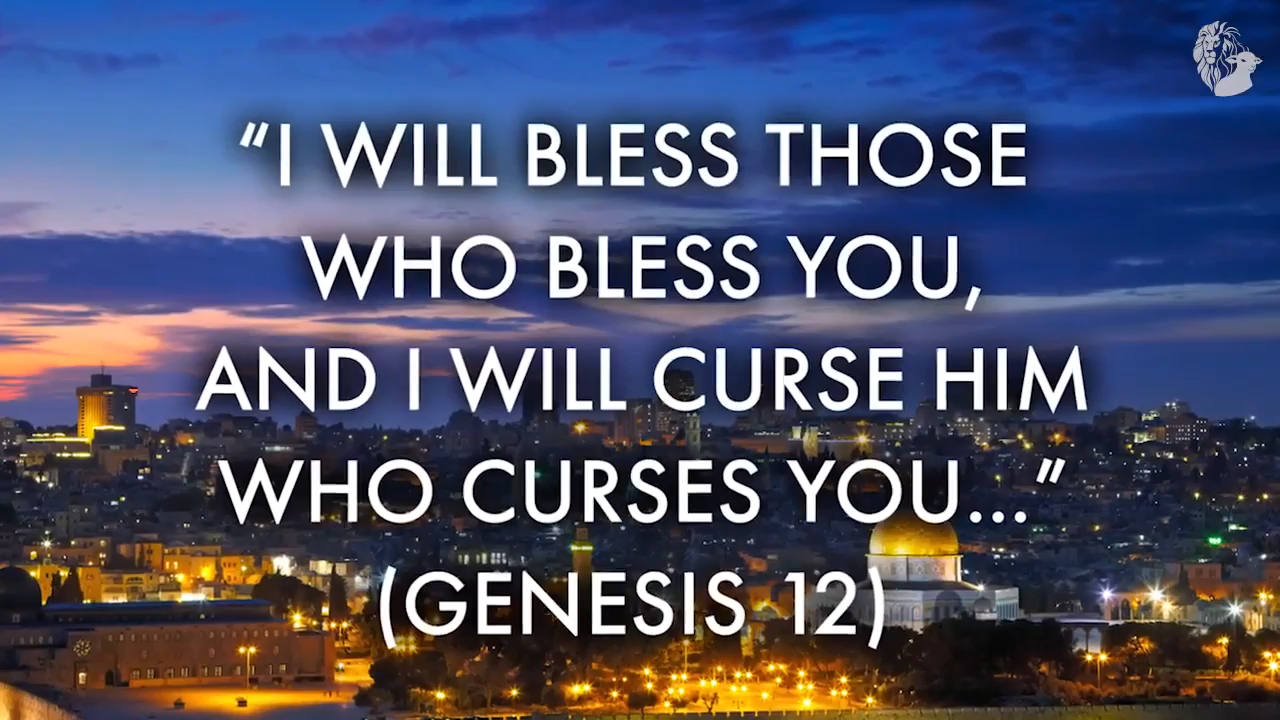 “I WILL BLESS THOSE
WHO BLESS YOU,
AND I WILL CURSE HIM
WHO CURSES YOU...”
(GENESIS 12)